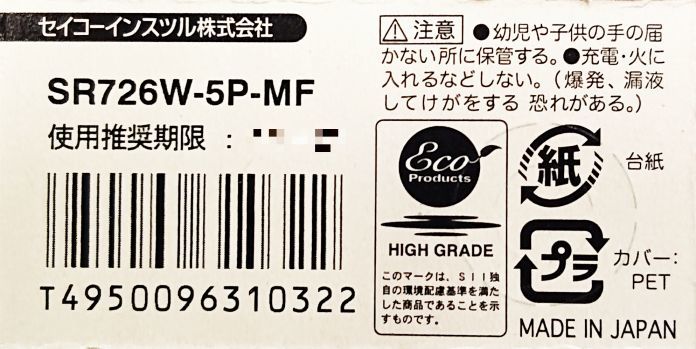 セイコーインスツル株式会社
SR726W-5P-MF
使用推奨期限 :
T4950096310322
注意 ●幼児や子供の手の届
かない所に保管する。●充電・火に
入れるなどしない。（爆発、漏液
してけがをする 恐れがある。）
Eco
Products
HIGH GRADE
このマークは、SII独
自の環境配慮基準を満た
した商品であることを示
すものです。
紙
台紙
プラ
カバー:
PET
MADE IN JAPAN